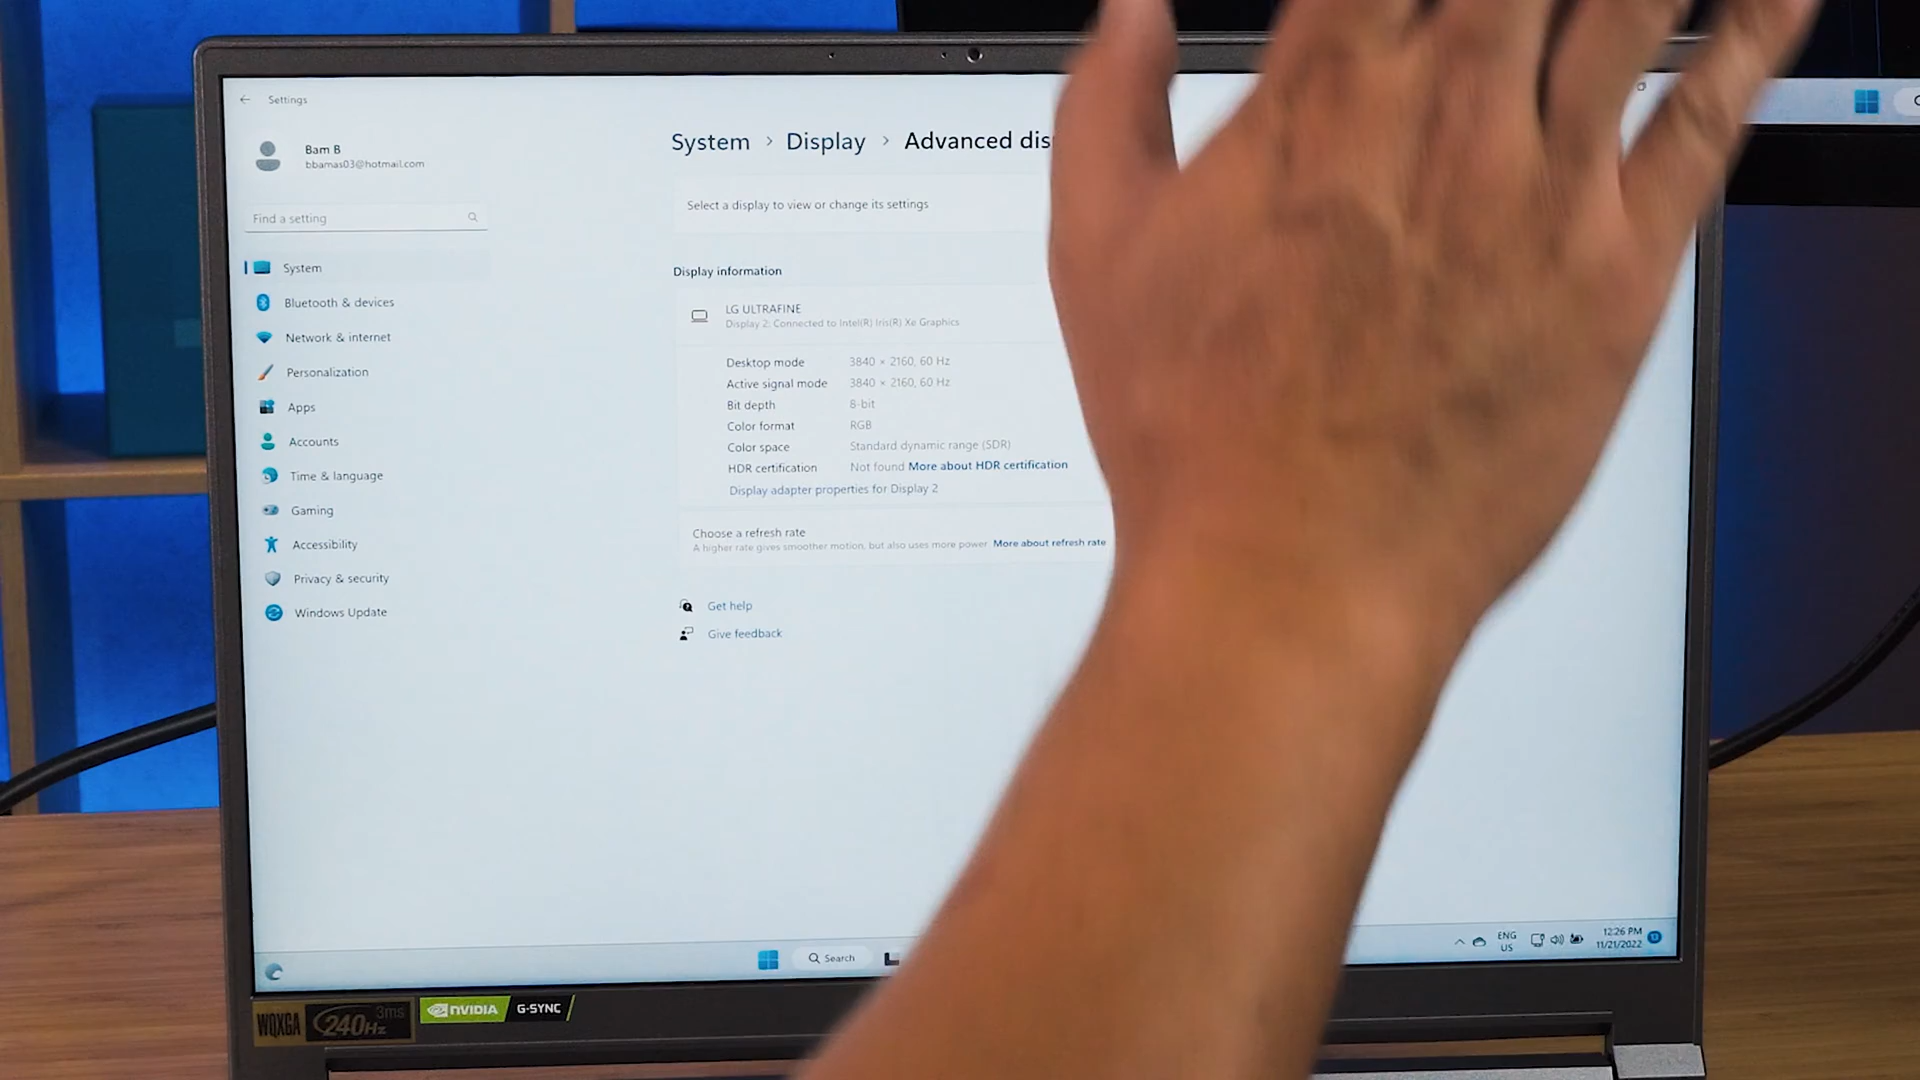 Settings
Bam B
bbamas03@hotmail.com
Find a setting
System
Bluetooth & devices
Network & internet
Personalization
Apps
Accounts
Time & language
Gaming
Accessibility
Privacy & security
Windows Update
System > Display > Advanced dis
Select a display to view or change its settings
Display information
LG ULTRAFINE
Display 2: Connected to Intel(R) Iris(R) Xe Graphics
Desktop mode 3840 × 2160, 60 Hz
Active signal mode 3840 × 2160, 60 Hz
Bit depth 8-bit
Color format RGB
Color space Standard dynamic range (SDR)
HDR certification Not found More about HDR certification
Display adapter properties for Display 2
Choose a refresh rate
A higher rate gives smoother motion, but also uses more power. More about refresh rate
Get help
Give feedback
Search
ENG
US
12:26 PM
11/21/2022
WQXGA 240Hz 3ms
NVIDIA G-SYNC